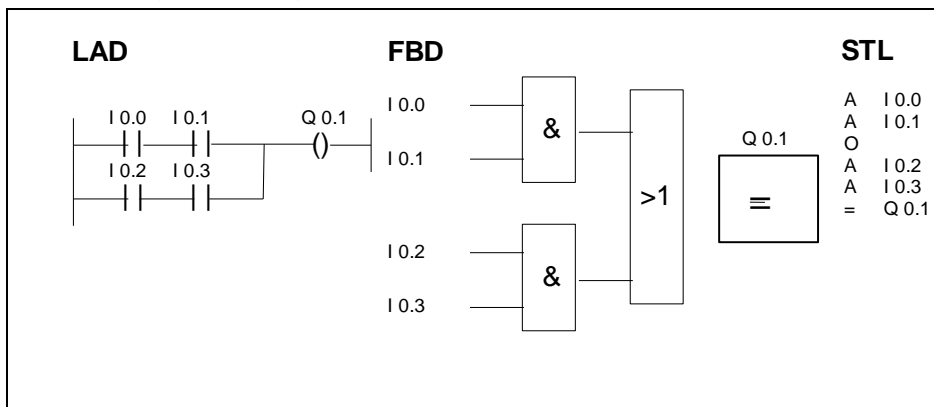 LAD
I 0.0 I 0.1 Q 0.1
()
I 0.2 I 0.3
FBD
I 0.0
&
I 0.1
I 0.2
&
I 0.3
>1
Q 0.1
=
STL
A I 0.0
A I 0.1
O
A I 0.2
A I 0.3
= Q 0.1